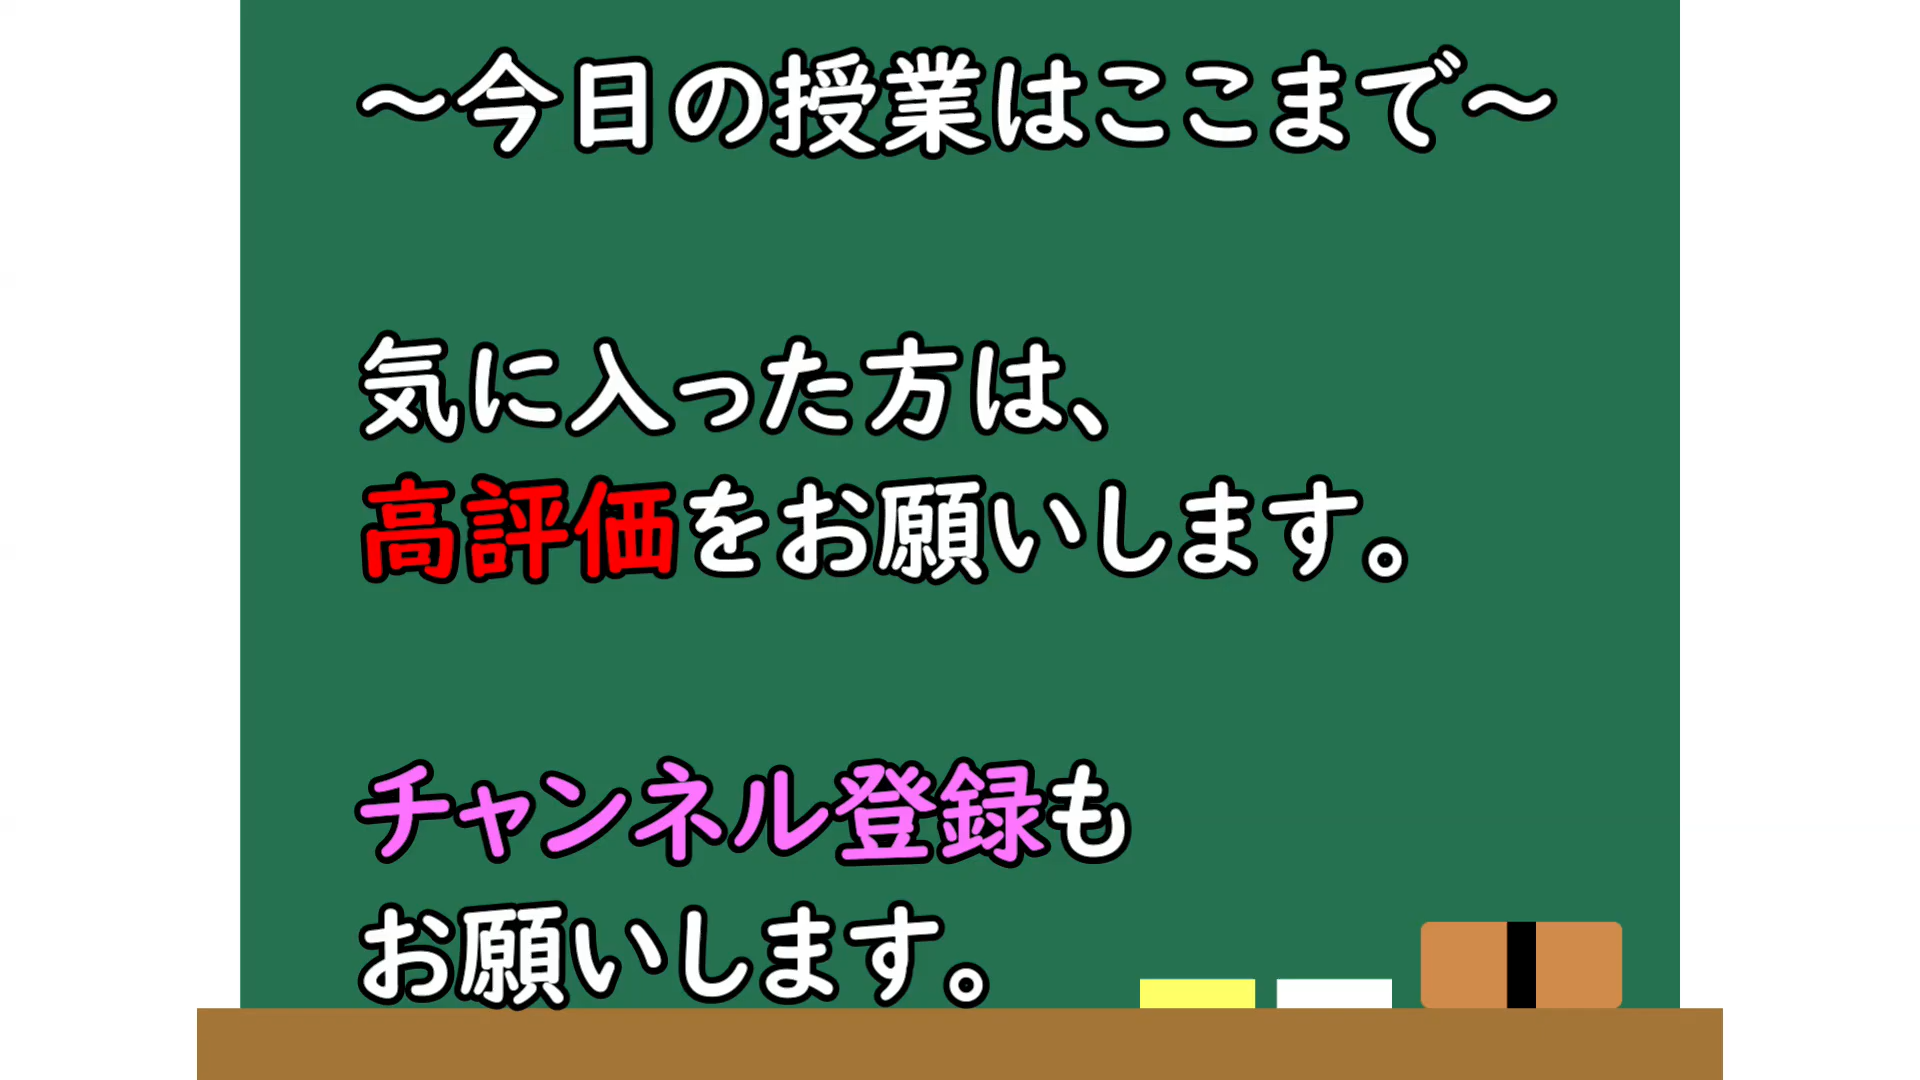 ～今日の授業はここまで～
気に入った方は、
高評価をお願いします。
チャンネル登録も
お願いします。